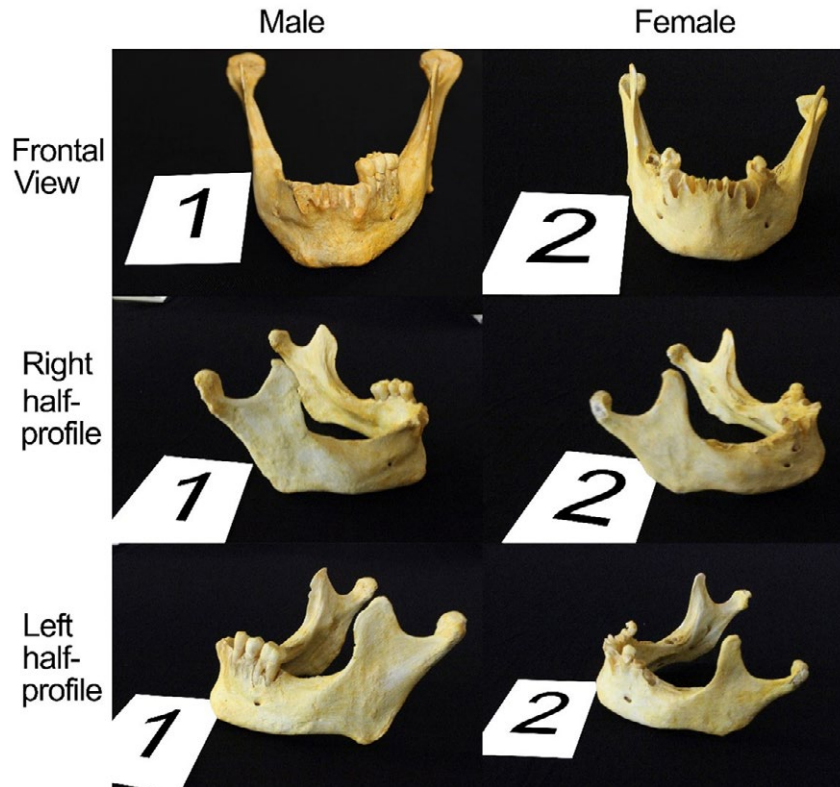 Male
Female
Frontal
View
1
2
Right
half-
profile
1
2
Left
half-
profile
1
2